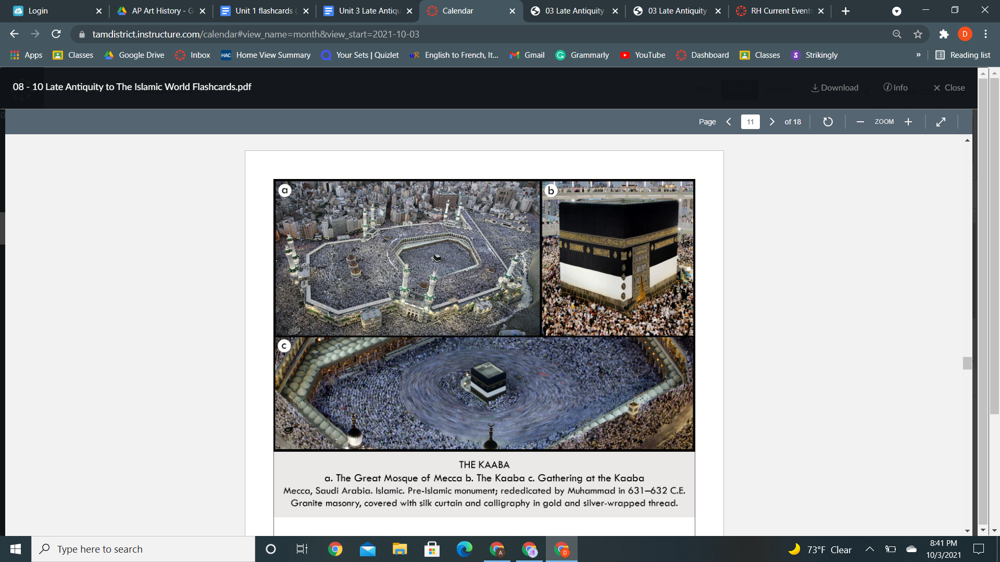 Login
AP Art History - G
Unit 1 flashcards (
Unit 3 Late Antiqu
Calendar
03 Late Antiquity
03 Late Antiquity
RH Current Events
tamdistrict.instructure.com/calendar#view_name=month&view_start=2021-10-03
D
Apps
Classes
Google Drive
Inbox
HAC
Home View Summary
Your Sets | Quizlet
WR
English to French, It...
Gmail
G
Grammarly
YouTube
Dashboard
Classes
S
Strikingly
»
Reading list
08 - 10 Late Antiquity to The Islamic World Flashcards.pdf
Download
Info
Close
Page
11
of 18
ZOOM
a
b
c
THE KAABA
a. The Great Mosque of Mecca b. The Kaaba c. Gathering at the Kaaba
Mecca, Saudi Arabia. Islamic. Pre-Islamic monument; rededicated by Muhammad in 631–632 C.E.
Granite masonry, covered with silk curtain and calligraphy in gold and silver-wrapped thread.
Type here to search
A
D
73°F Clear
8:41 PM
10/3/2021